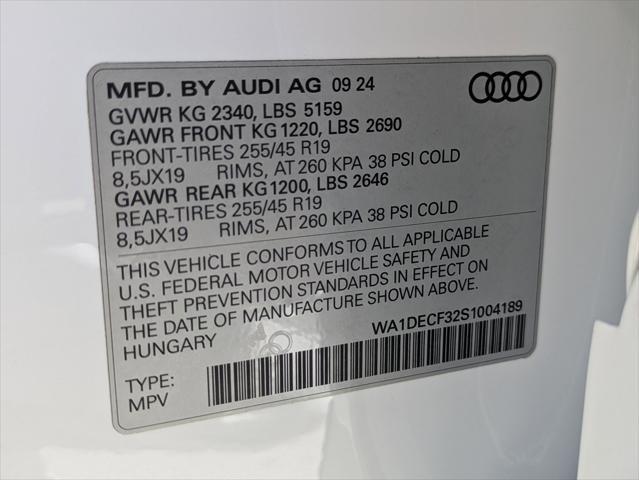 MFD. BY AUDI AG 09 24
GVWR KG 2340, LBS 5159
GAWR FRONT KG 1220, LBS 2690
FRONT-TIRES 255/45 R19
8,5JX19 RIMS, AT 260 KPA 38 PSI COLD
GAWR REAR KG1200, LBS 2646
REAR-TIRES 255/45 R19
8,5JX19 RIMS, AT 260 KPA 38 PSI COLD
THIS VEHICLE CONFORMS TO ALL APPLICABLE
U.S. FEDERAL MOTOR VEHICLE SAFETY AND
THEFT PREVENTION STANDARDS IN EFFECT ON
THE DATE OF MANUFACTURE SHOWN ABOVE.
HUNGARY WA1DECF32S1004189
TYPE:
MPV